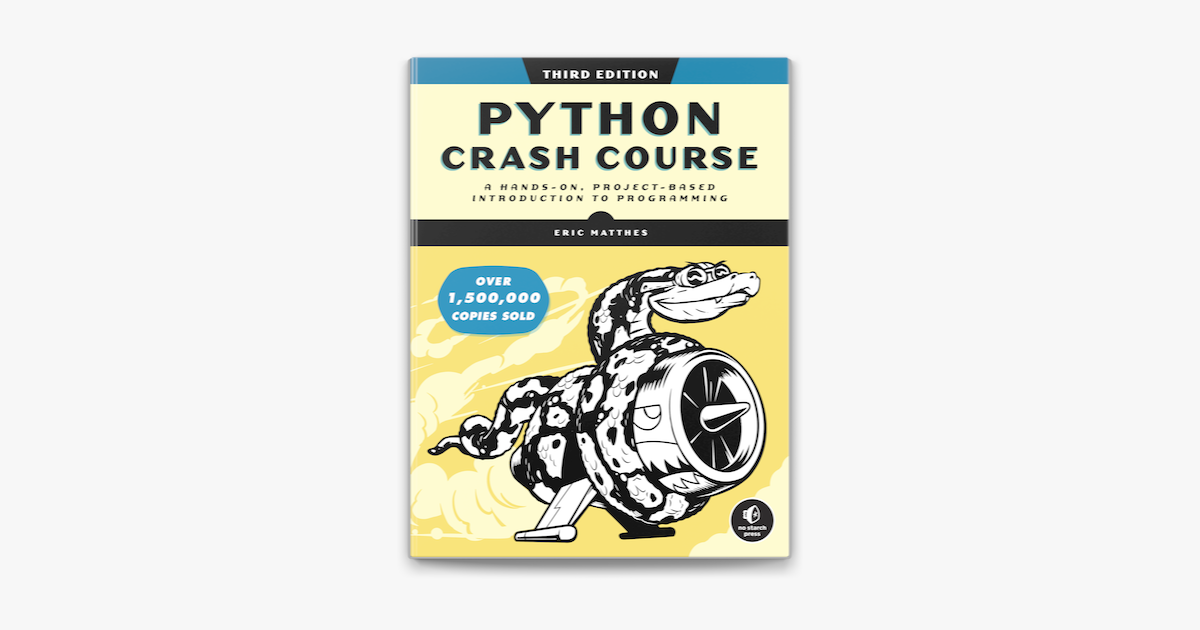 THIRD EDITION
PYTHON
CRASH COURSE
A HANDS-ON, PROJECT-BASED
INTRODUCTION TO PROGRAMMING
ERIC MATTHES
OVER
1,500,000
COPIES SOLD
no starch
press